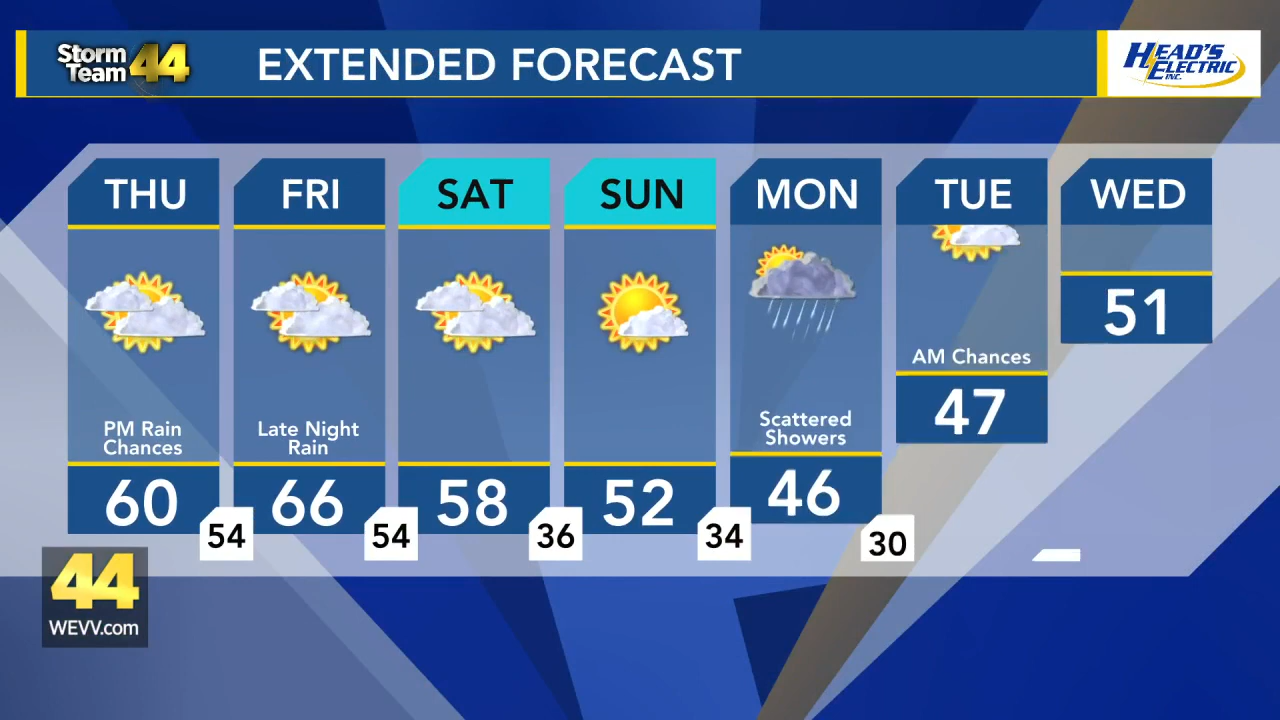 Storm
Team 44
EXTENDED FORECAST
HEAD'S
ELECTRIC
INC.
THU
FRI
SAT
SUN
MON
TUE
WED
PM Rain
Chances
Late Night
Rain
Scattered
Showers
AM Chances
60
66
58
52
46
47
51
54
54
36
34
30
44
WEVV.com